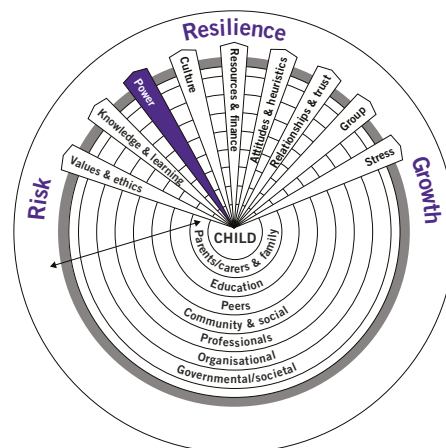 Resilience
Risk
Growth
Values & ethics
Knowledge & learning
Power
Culture
Resources & finance
Attitudes & heuristics
Relationships & trust
Group
Stress
CHILD
Parents/carers & family
Education
Peers
Community & social
Professionals
Organisational
Governmental/societal